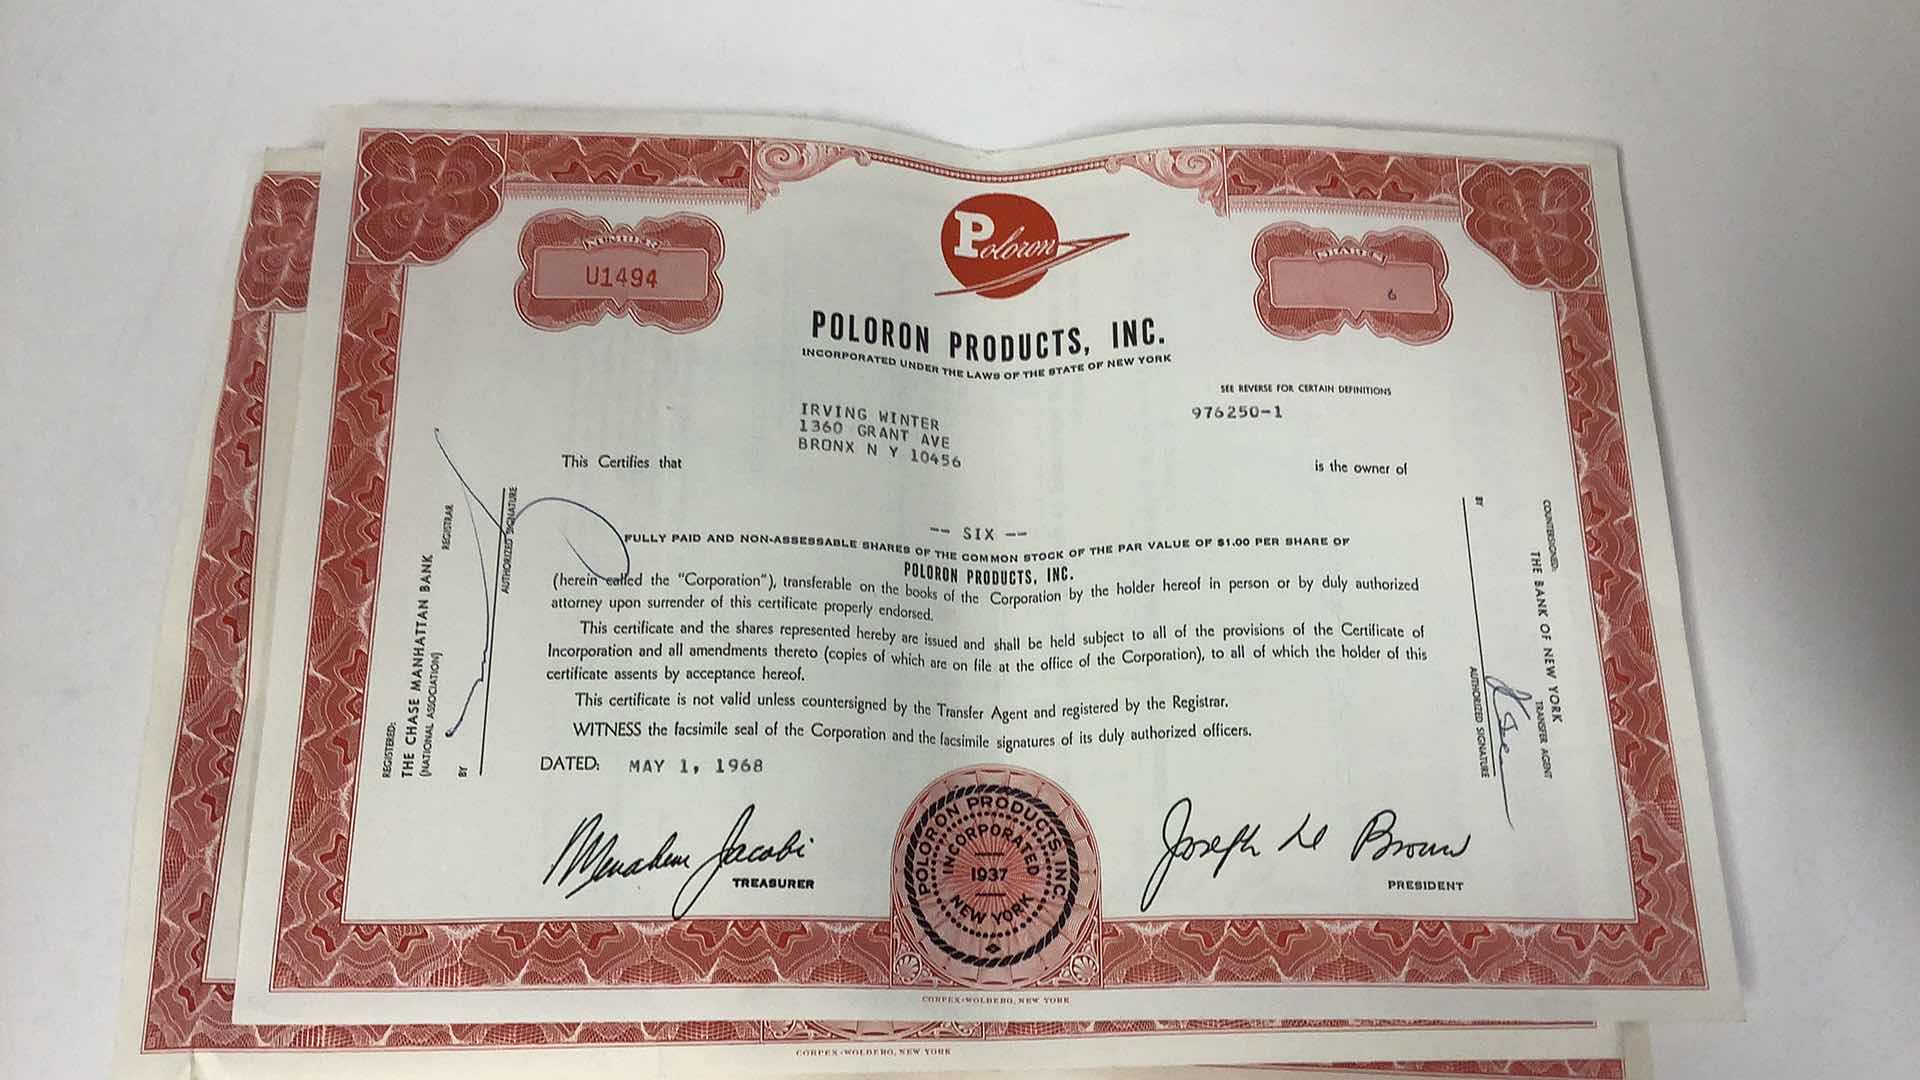 NUMBER
U1494
Poloron
SHARES
6
POLORON PRODUCTS, INC.
INCORPORATED UNDER THE LAWS OF THE STATE OF NEW YORK
SEE REVERSE FOR CERTAIN DEFINITIONS
976250-1
IRVING WINTER
1360 GRANT AVE
BRONX N Y 10456
This Certifies that
is the owner of
-- SIX --
FULLY PAID AND NON-ASSESSABLE SHARES OF THE COMMON STOCK OF THE PAR VALUE OF $1.00 PER SHARE OF
POLORON PRODUCTS, INC.
(herein called the "Corporation"), transferable on the books of the Corporation by the holder hereof in person or by duly authorized
attorney upon surrender of this certificate properly endorsed.
This certificate and the shares represented hereby are issued and shall be held subject to all of the provisions of the Certificate of
Incorporation and all amendments thereto (copies of which are on file at the office of the Corporation), to all of which the holder of this
certificate assents by acceptance hereof.
This certificate is not valid unless countersigned by the Transfer Agent and registered by the Registrar.
WITNESS the facsimile seal of the Corporation and the facsimile signatures of its duly authorized officers.
DATED: MAY 1, 1968
Menahem Jacobi
TREASURER
POLORON PRODUCTS, INC.
INCORPORATED
1937
NEW YORK
Joseph Le Brown
PRESIDENT
REGISTERED:
THE CHASE MANHATTAN BANK
(NATIONAL ASSOCIATION)
REGISTRAR
BY
AUTHORIZED SIGNATURE
COUNTERSIGNED:
THE BANK OF NEW YORK
TRANSFER AGENT
BY
AUTHORIZED SIGNATURE
CORPEX-WOLBERG, NEW YORK
CORPEX-WOLBERG, NEW YORK